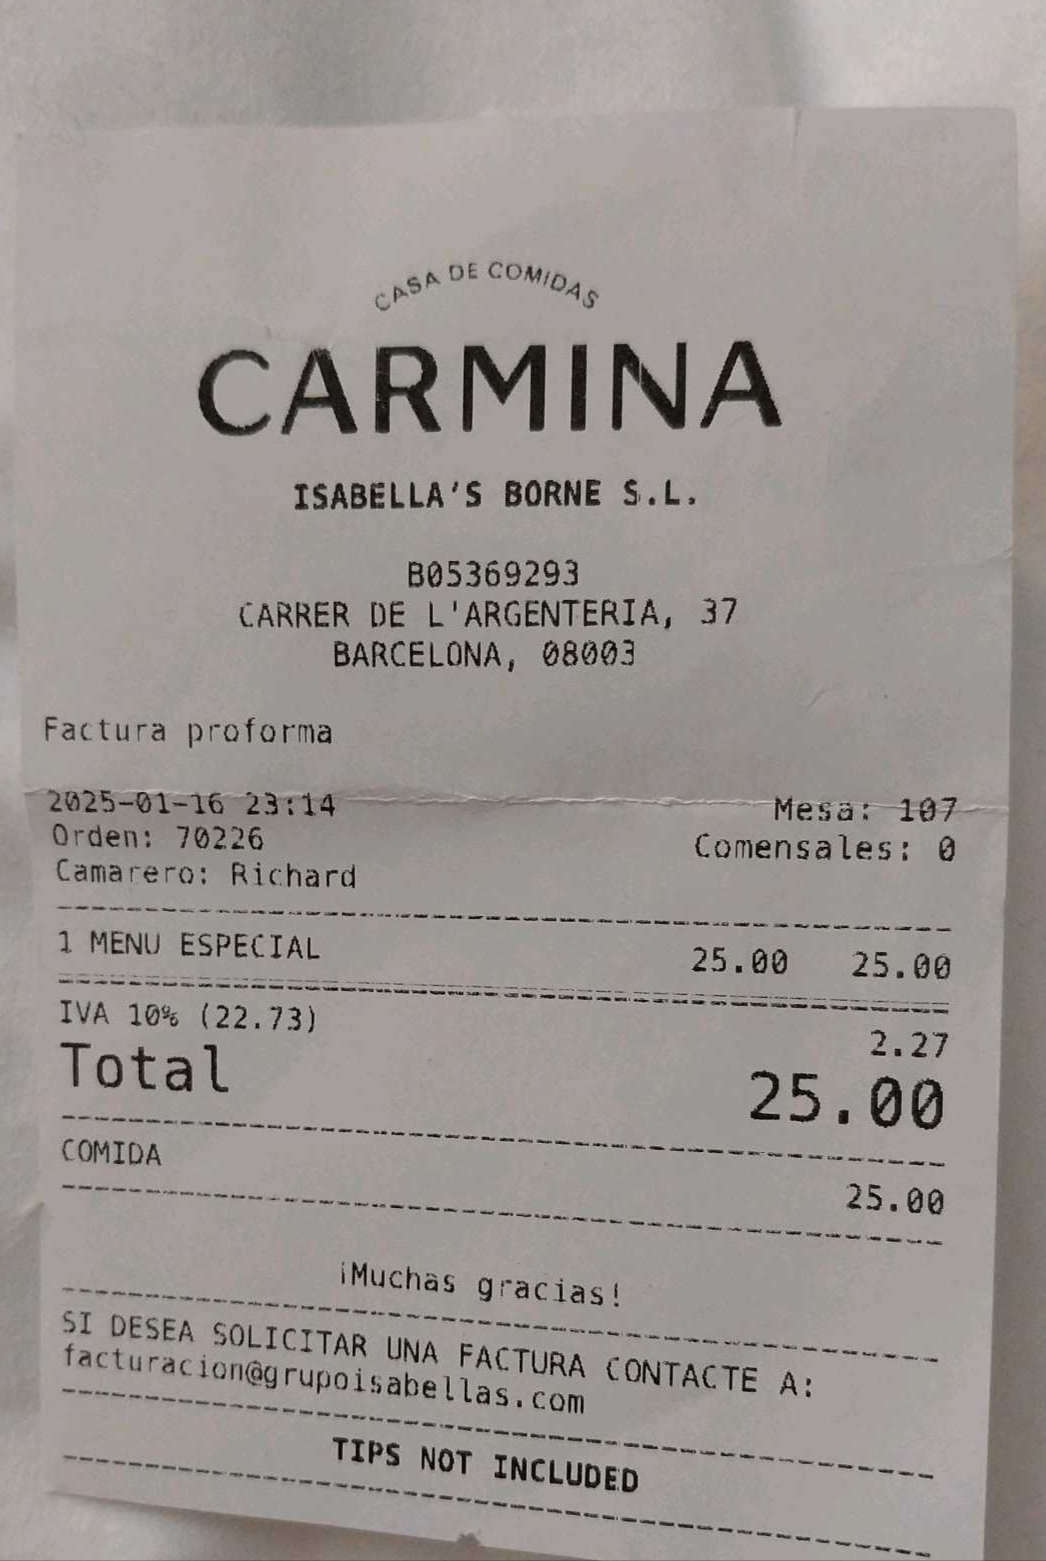 CASA DE COMIDAS
CARMINA
ISABELLA'S BORNE S.L.
B05369293
CARRER DE L'ARGENTERIA, 37
BARCELONA, 08003
Factura proforma
2025-01-16 23:14 Mesa: 107
Orden: 70226 Comensales: 0
Camarero: Richard
1 MENU ESPECIAL 25.00 25.00
IVA 10% (22.73) 2.27
Total 25.00
COMIDA 25.00
¡Muchas gracias!
SI DESEA SOLICITAR UNA FACTURA CONTACTE A:
facturacion@grupoisabellas.com
TIPS NOT INCLUDED